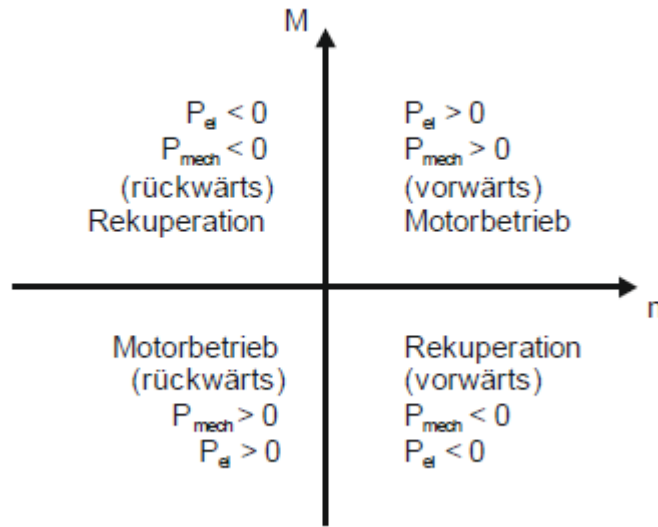 M
P_el < 0
P_mech < 0
(rückwärts)
Rekuperation
P_el > 0
P_mech > 0
(vorwärts)
Motorbetrieb
n
Motorbetrieb
(rückwärts)
P_mech > 0
P_el > 0
Rekuperation
(vorwärts)
P_mech < 0
P_el < 0